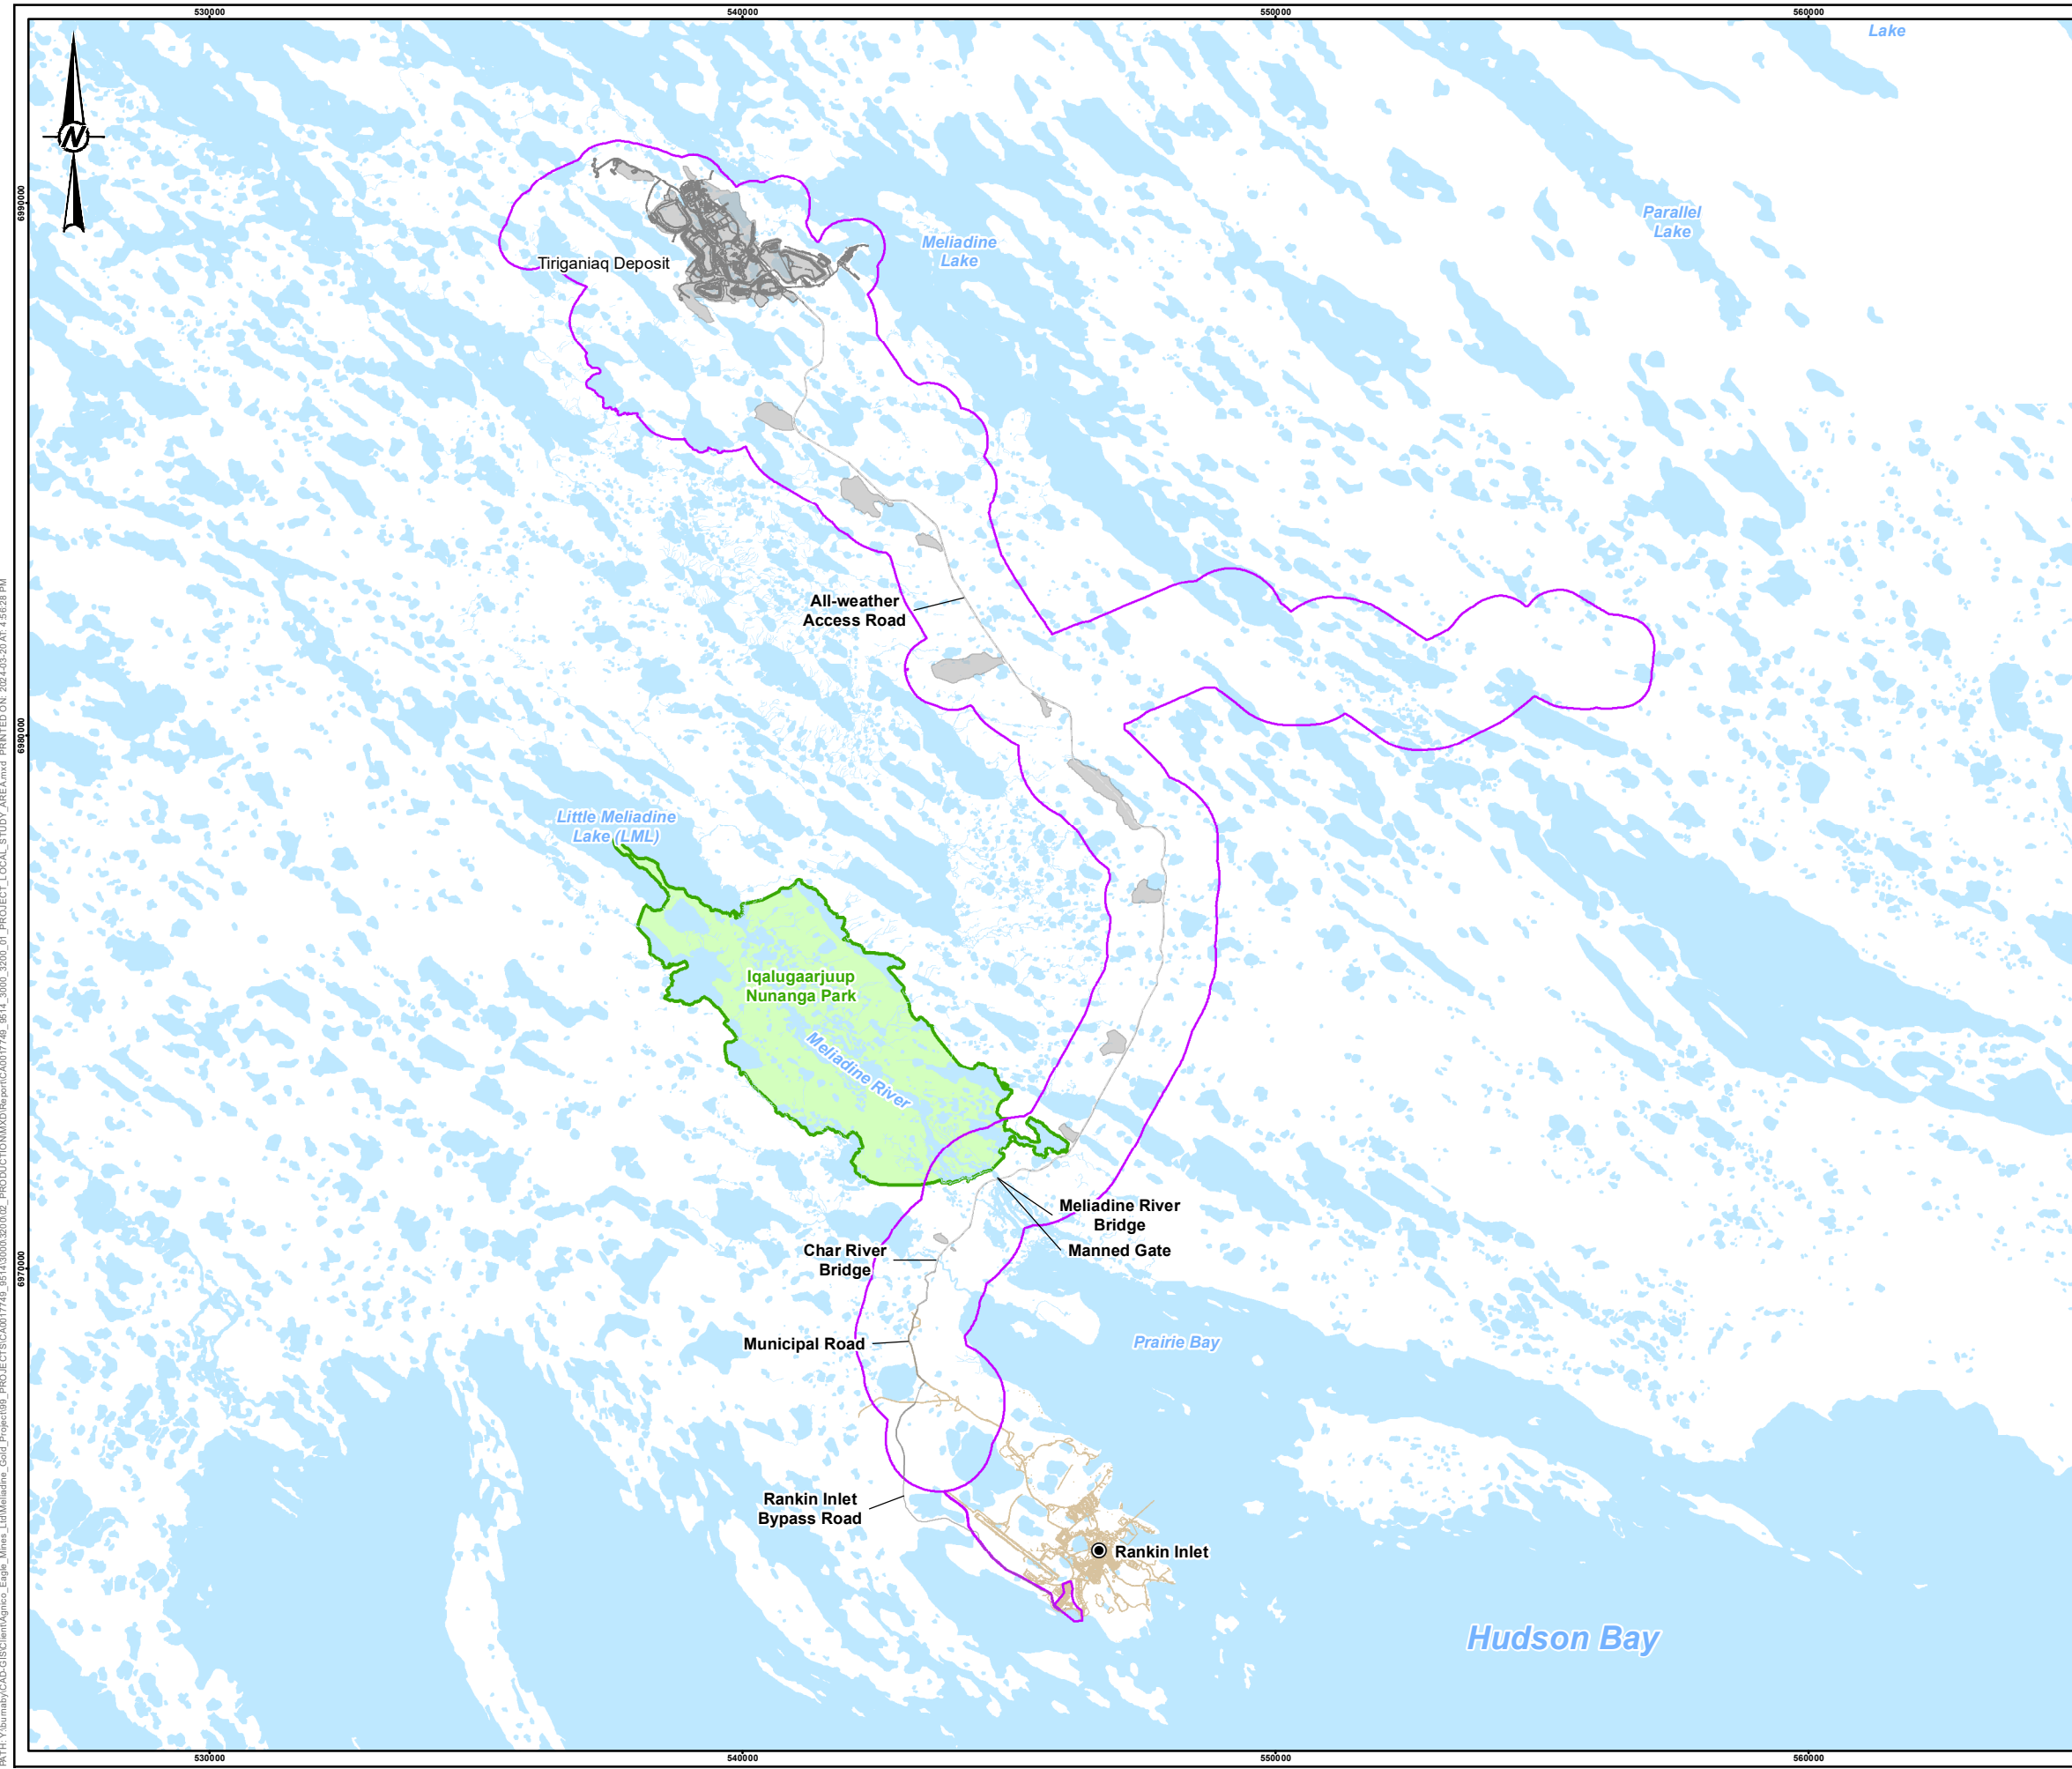 530000
540000
550000
560000
Lake
N
6990000
Parallel
Lake
Meliadine
Lake
Tiriganiaq Deposit
All-weather
Access Road
6980000
Little Meliadine
Lake (LML)
Iqalugaarjuup
Nunanga Park
Meliadine River
Meliadine River
Bridge
Manned Gate
Char River
Bridge
6970000
Municipal Road
Prairie Bay
Rankin Inlet
Bypass Road
Rankin Inlet
Hudson Bay
530000
540000
550000
560000